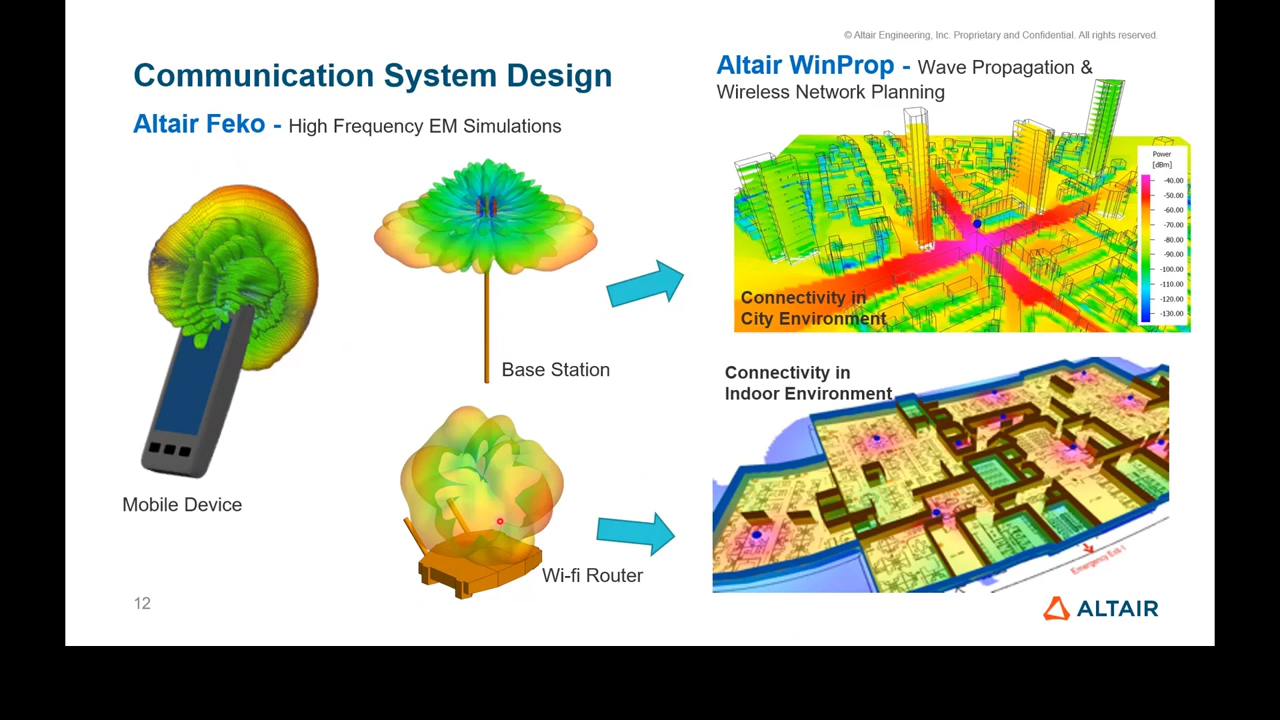 © Altair Engineering, Inc. Proprietary and Confidential. All rights reserved.
Communication System Design
Altair Feko - High Frequency EM Simulations
Altair WinProp - Wave Propagation &
Wireless Network Planning
Power
[dBm]
-40.00
-50.00
-60.00
-70.00
-80.00
-90.00
-100.00
-110.00
-120.00
-130.00
Connectivity in
City Environment
Base Station
Connectivity in
Indoor Environment
Mobile Device
Wi-fi Router
Emergency Exit 1
12
ALTAIR